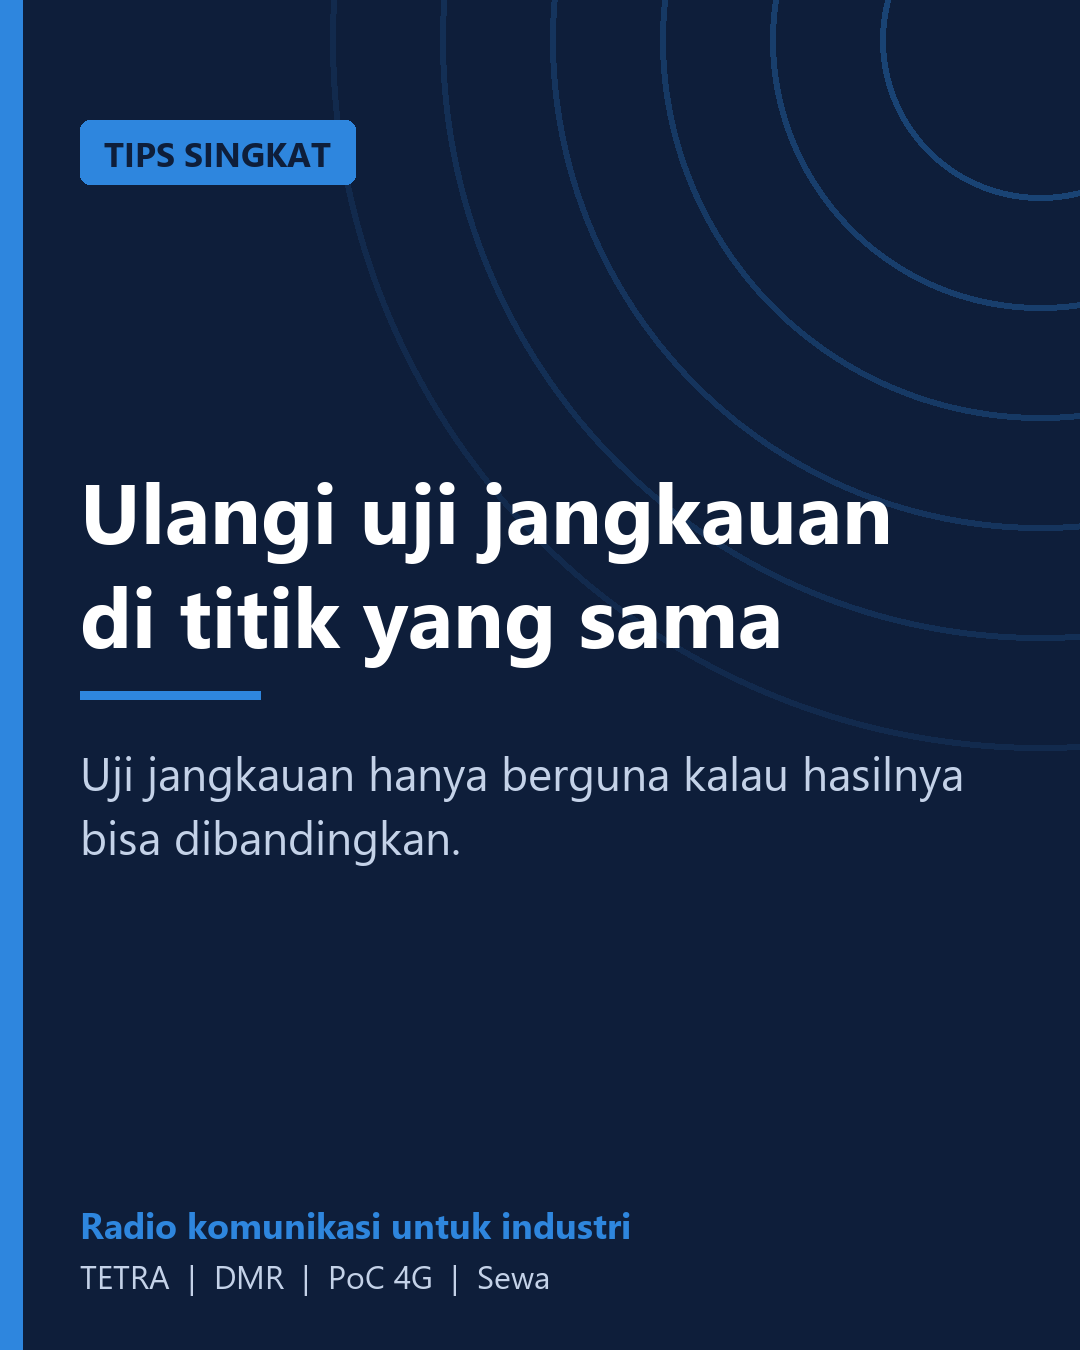 TIPS SINGKAT
Ulangi uji jangkauan
di titik yang sama
Uji jangkauan hanya berguna kalau hasilnya
bisa dibandingkan.
Radio komunikasi untuk industri
TETRA | DMR | PoC 4G | Sewa